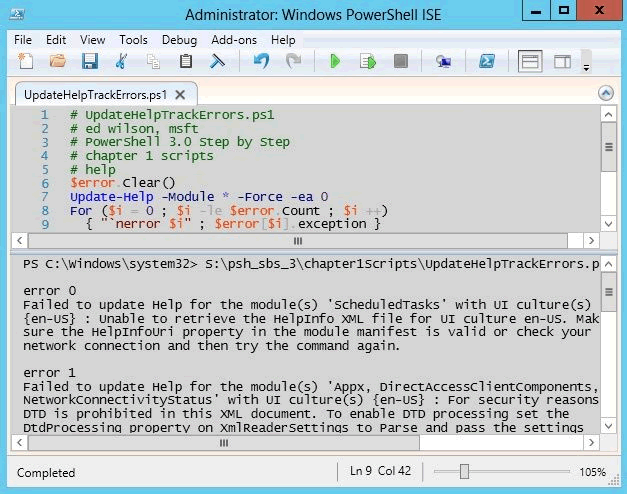 Administrator: Windows PowerShell ISE
File Edit View Tools Debug Add-ons Help
UpdateHelpTrackErrors.ps1
1 # UpdateHelpTrackErrors.ps1
2 # ed wilson, msft
3 # PowerShell 3.0 Step by Step
4 # chapter 1 scripts
5 # help
6 $error.Clear()
7 Update-Help -Module * -Force -ea 0
8 For ($i = 0 ; $i -le $error.Count ; $i ++)
9 { "`nerror $i" ; $error[$i].exception }
PS C:\Windows\system32> S:\psh_sbs_3\chapter1Scripts\UpdateHelpTrackErrors.p
error 0
Failed to update Help for the module(s) 'ScheduledTasks' with UI culture(s)
{en-US} : Unable to retrieve the HelpInfo XML file for UI culture en-US. Mak
sure the HelpInfoUri property in the module manifest is valid or check your
network connection and then try the command again.
error 1
Failed to update Help for the module(s) 'Appx, DirectAccessClientComponents,
NetworkConnectivityStatus' with UI culture(s) {en-US} : For security reasons
DTD is prohibited in this XML document. To enable DTD processing set the
DtdProcessing property on XmlReaderSettings to Parse and pass the settings
Completed Ln 9 Col 42 105%